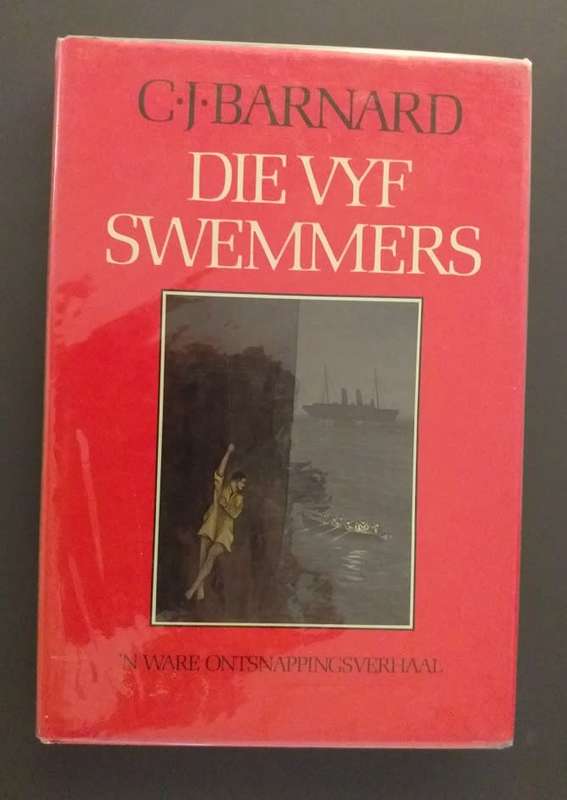 C·J·BARNARD
DIE VYF
SWEMMERS
'N WARE ONTSNAPPINGSVERHAAL